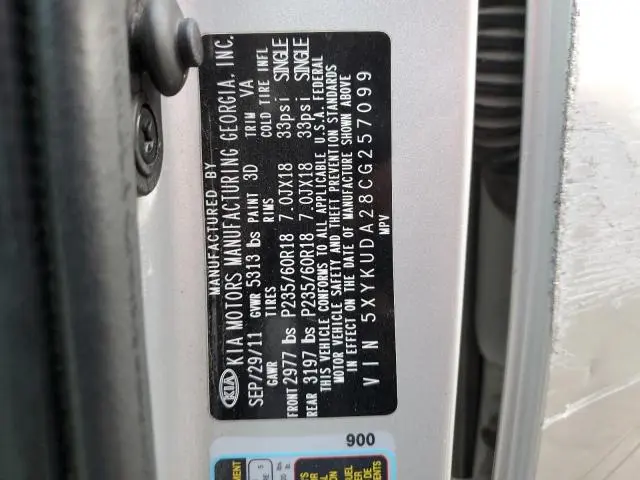 KIA
MANUFACTURED BY
KIA MOTORS MANUFACTURING GEORGIA, INC.
SEP/29/11 GVWR 5313 lbs PAINT 3D TRIM VA
GAWR TIRES RIMS COLD TIRE INFL
FRONT 2977 lbs P235/60R18 7.0JX18 33psi SINGLE
REAR 3197 lbs P235/60R18 7.0JX18 33psi SINGLE
THIS VEHICLE CONFORMS TO ALL APPLICABLE U.S.A. FEDERAL
MOTOR VEHICLE SAFETY AND THEFT PREVENTION STANDARDS
IN EFFECT ON THE DATE OF MANUFACTURE SHOWN ABOVE
VIN 5XYKUDA28CG257099
MPV
900